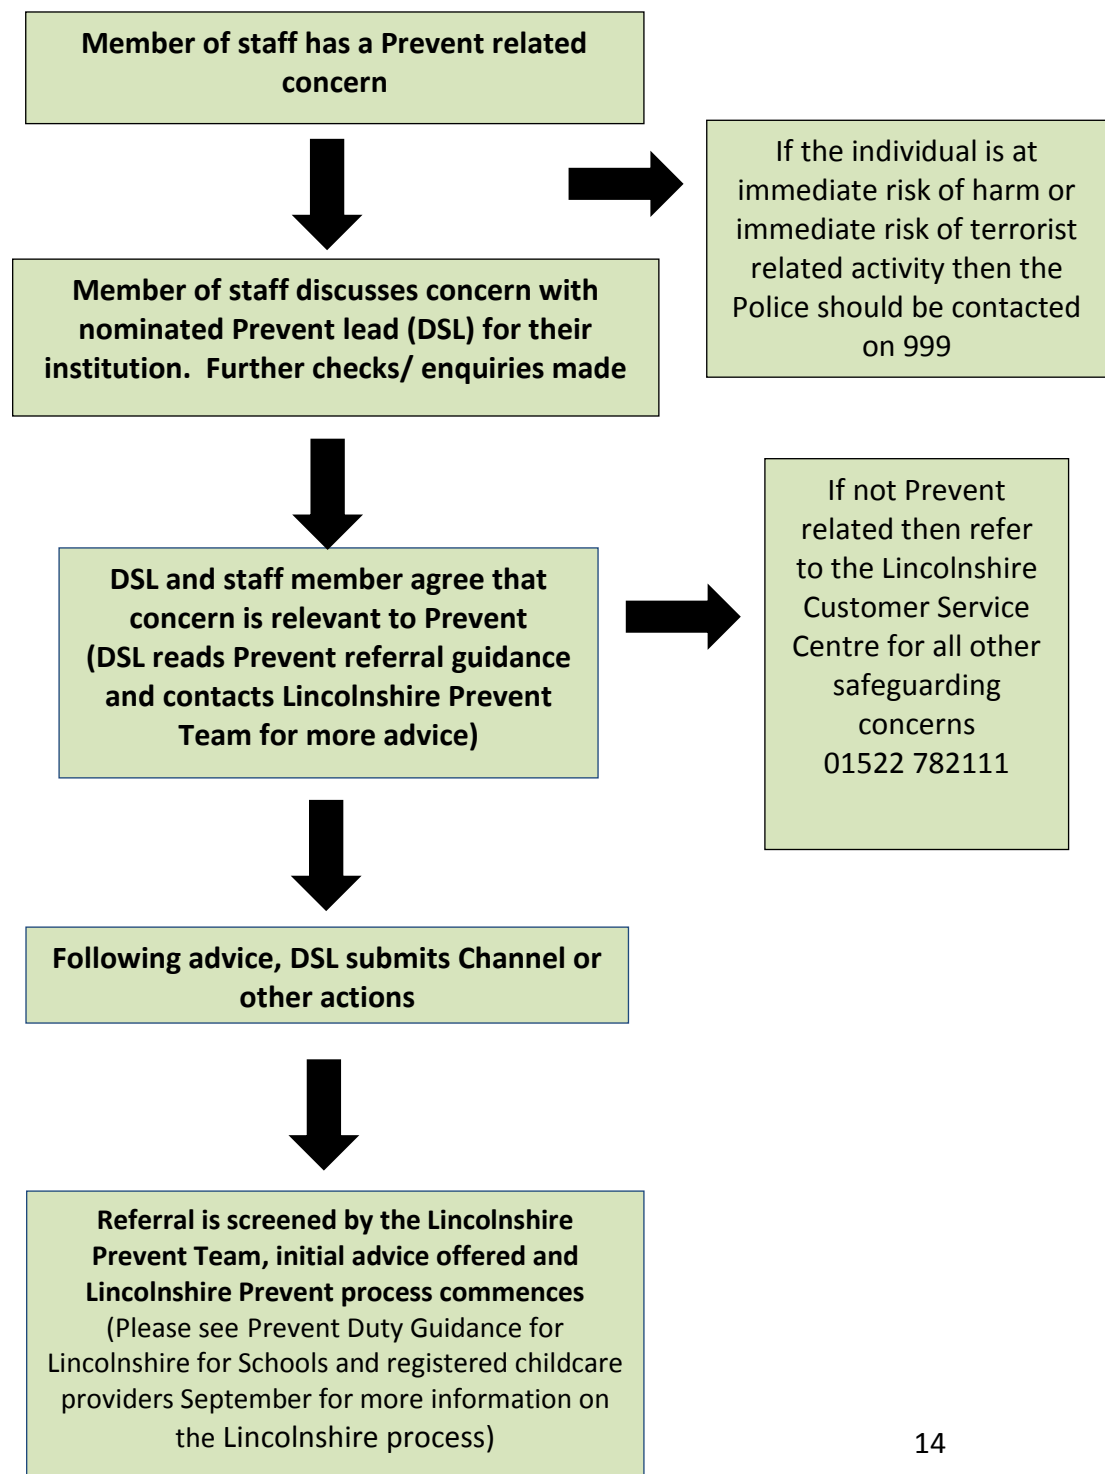 Member of staff has a Prevent related
concern
If the individual is at
immediate risk of harm or
immediate risk of terrorist
related activity then the
Police should be contacted
on 999
Member of staff discusses concern with
nominated Prevent lead (DSL) for their
institution.  Further checks/ enquiries made
If not Prevent
related then refer
to the Lincolnshire
Customer Service
Centre for all other
safeguarding
concerns
01522 782111
DSL and staff member agree that
concern is relevant to Prevent
(DSL reads Prevent referral guidance
and contacts Lincolnshire Prevent
Team for more advice)
Following advice, DSL submits Channel or
other actions
Referral is screened by the Lincolnshire
Prevent Team, initial advice offered and
Lincolnshire Prevent process commences
(Please see Prevent Duty Guidance for
Lincolnshire for Schools and registered childcare
providers September for more information on
the Lincolnshire process)
14